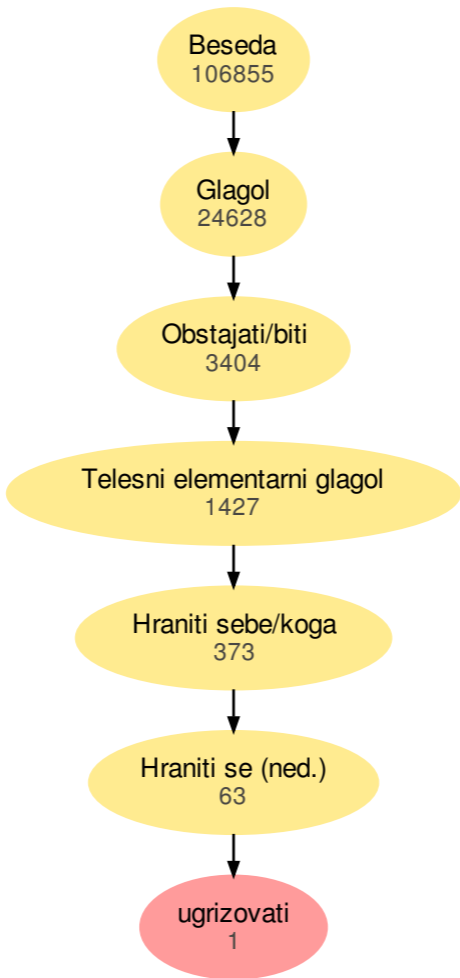 Beseda
106855
Glagol
24628
Obstajati/biti
3404
Telesni elementarni glagol
1427
Hraniti sebe/koga
373
Hraniti se (ned.)
63
ugrizovati
1